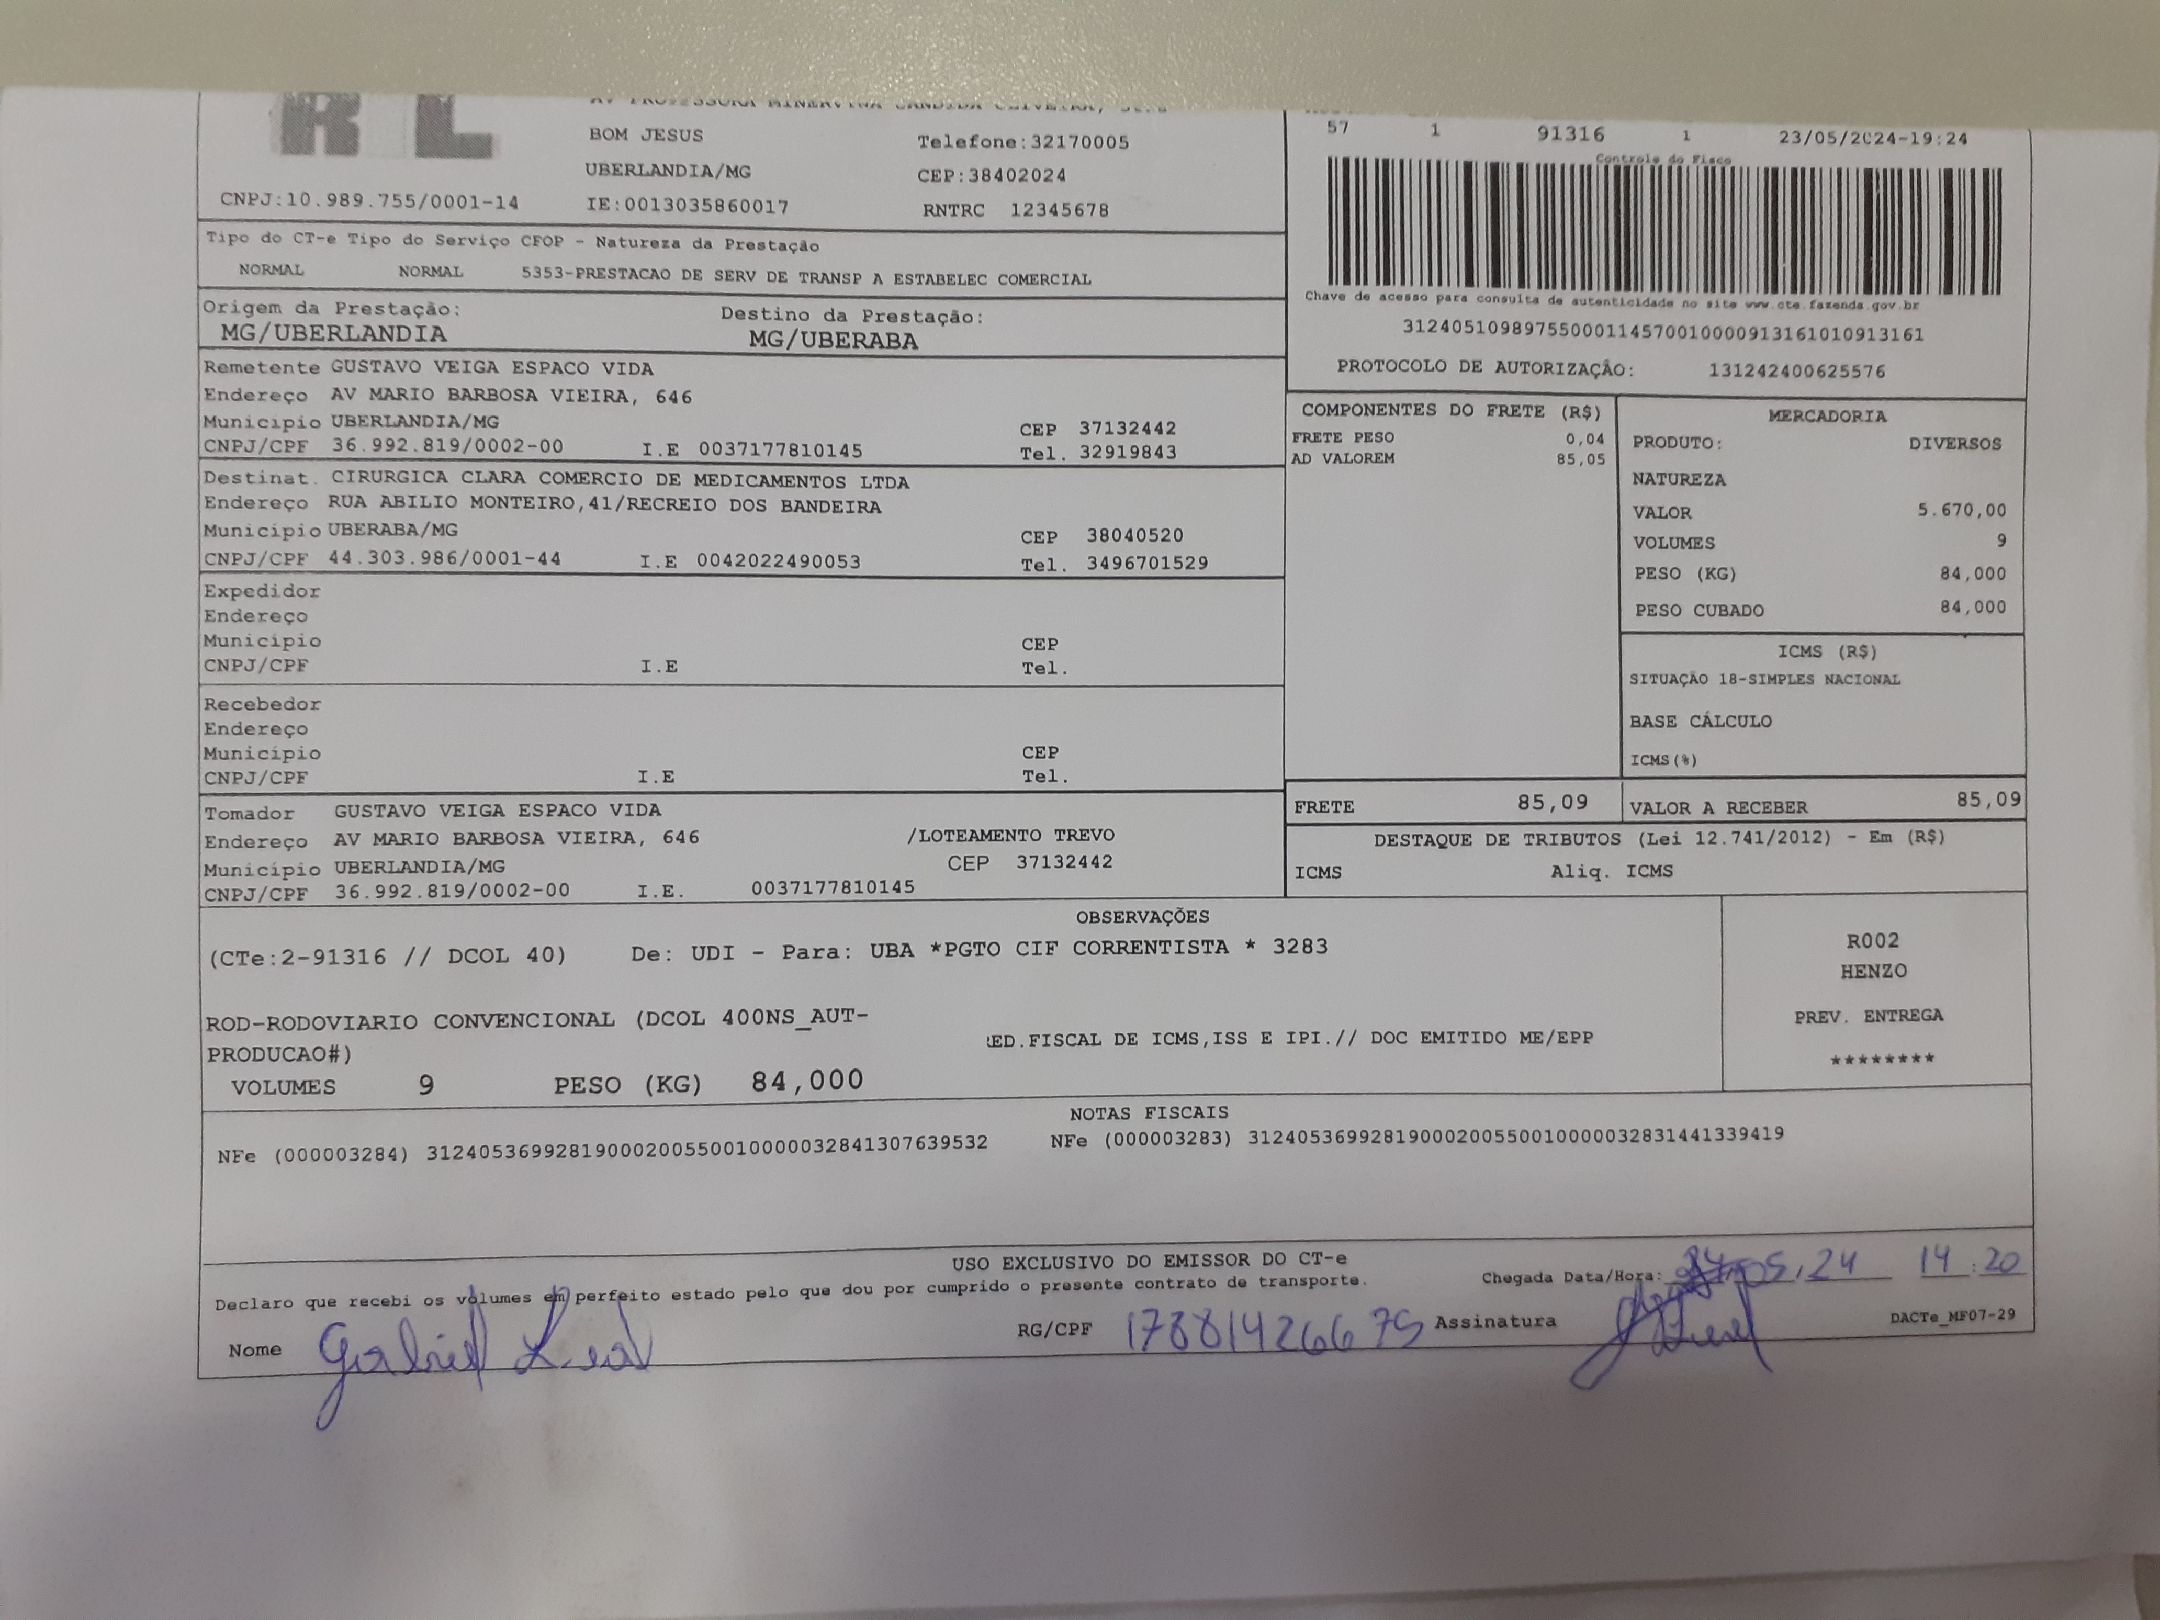 RTL
BOM JESUS Telefone:32170005
UBERLANDIA/MG CEP:38402024
CNPJ:10.989.755/0001-14 IE:0013035860017 RNTRC 12345678
57 1 91316 1 23/05/2024-19:24
Controle do Fisco
Chave de acesso para consulta de autenticidade no site www.cte.fazenda.gov.br
31240510989755000114570010000913161010913161
PROTOCOLO DE AUTORIZAÇÃO: 131242400625576
Tipo do CT-e Tipo do Serviço CFOP - Natureza da Prestação
NORMAL NORMAL 5353-PRESTACAO DE SERV DE TRANSP A ESTABELEC COMERCIAL
Origem da Prestação: Destino da Prestação:
MG/UBERLANDIA MG/UBERABA
Remetente GUSTAVO VEIGA ESPACO VIDA
Endereço AV MARIO BARBOSA VIEIRA, 646
Município UBERLANDIA/MG CEP 37132442
CNPJ/CPF 36.992.819/0002-00 I.E 0037177810145 Tel. 32919843
Destinat. CIRURGICA CLARA COMERCIO DE MEDICAMENTOS LTDA
Endereço RUA ABILIO MONTEIRO,41/RECREIO DOS BANDEIRA
Município UBERABA/MG CEP 38040520
CNPJ/CPF 44.303.986/0001-44 I.E 0042022490053 Tel. 3496701529
Expedidor
Endereço
Município CEP
CNPJ/CPF I.E Tel.
Recebedor
Endereço
Município CEP
CNPJ/CPF I.E Tel.
Tomador GUSTAVO VEIGA ESPACO VIDA
Endereço AV MARIO BARBOSA VIEIRA, 646 /LOTEAMENTO TREVO
Município UBERLANDIA/MG CEP 37132442
CNPJ/CPF 36.992.819/0002-00 I.E. 0037177810145
COMPONENTES DO FRETE (R$)
FRETE PESO 0,04
AD VALOREM 85,05
MERCADORIA
PRODUTO: DIVERSOS
NATUREZA
VALOR 5.670,00
VOLUMES 9
PESO (KG) 84,000
PESO CUBADO 84,000
ICMS (R$)
SITUAÇÃO 18-SIMPLES NACIONAL
BASE CÁLCULO
ICMS(%)
FRETE 85,09 VALOR A RECEBER 85,09
DESTAQUE DE TRIBUTOS (Lei 12.741/2012) - Em (R$)
ICMS Aliq. ICMS
OBSERVAÇÕES
(CTe:2-91316 // DCOL 40) De: UDI - Para: UBA *PGTO CIF CORRENTISTA * 3283
ROD-RODOVIARIO CONVENCIONAL (DCOL 400NS_AUT-
PRODUCAO#)
ED.FISCAL DE ICMS,ISS E IPI.// DOC EMITIDO ME/EPP
VOLUMES 9 PESO (KG) 84,000
R002
HENZO
PREV. ENTREGA
********
NOTAS FISCAIS
NFe (000003284) 31240536992819000200550010000032841307639532 NFe (000003283) 31240536992819000200550010000032831441339419
USO EXCLUSIVO DO EMISSOR DO CT-e
Declaro que recebi os volumes em perfeito estado pelo que dou por cumprido o presente contrato de transporte.
Chegada Data/Hora: 05,24 14:20
Nome Gabriel Leal RG/CPF 17881426675 Assinatura
DACTe_MF07-29